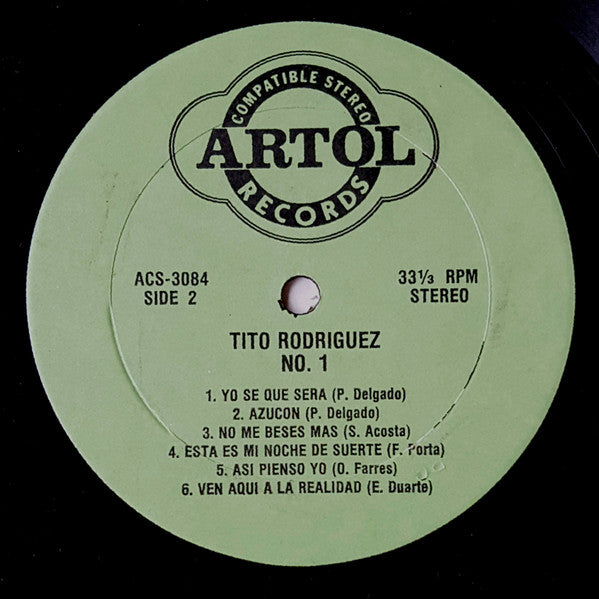 COMPATIBLE STEREO
ARTOL
RECORDS
ACS-3084
SIDE 2
33⅓ RPM
STEREO
TITO RODRIGUEZ
NO. 1
1. YO SE QUE SERA (P. Delgado)
2. AZUCON (P. Delgado)
3. NO ME BESES MAS (S. Acosta)
4. ESTA ES MI NOCHE DE SUERTE (F. Porta)
5. ASI PIENSO YO (O. Farres)
6. VEN AQUI A LA REALIDAD (E. Duarte)